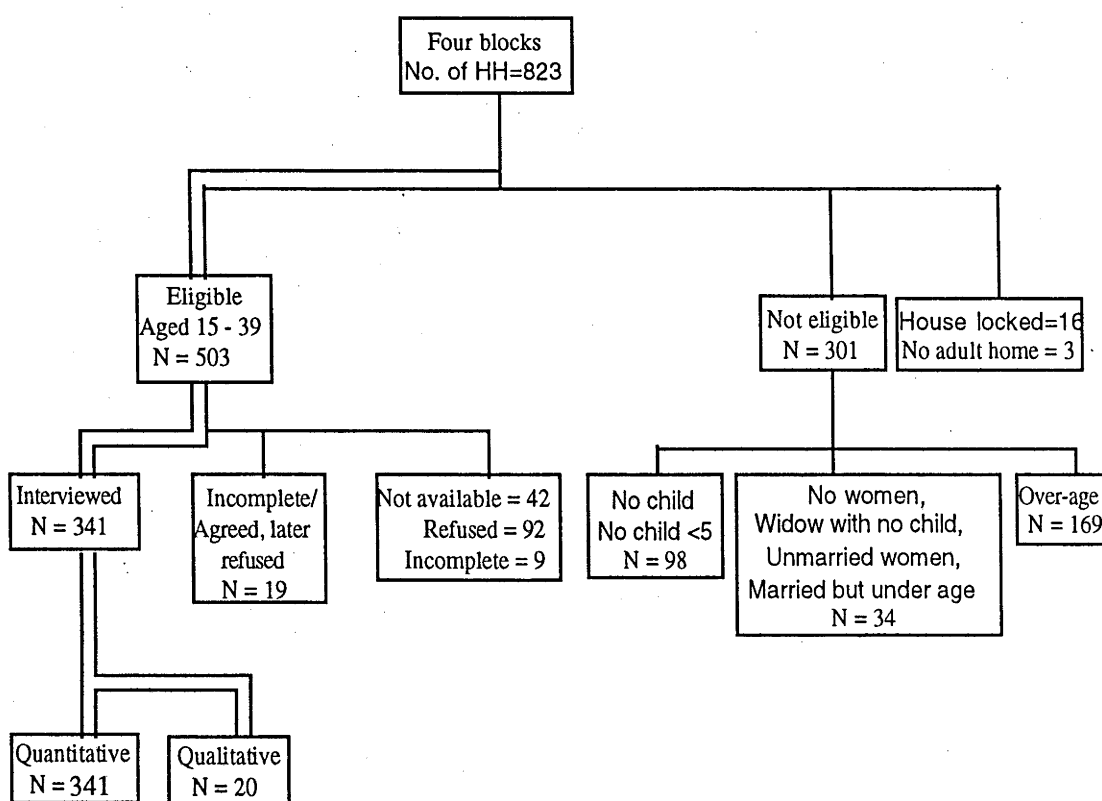 Four blocks
No. of HH=823
Eligible
Aged 15 - 39
N = 503
Not eligible
N = 301
House locked=16
No adult home = 3
Interviewed
N = 341
Incomplete/
Agreed, later
refused
N = 19
Not available = 42
Refused = 92
Incomplete = 9
No child
No child <5
N = 98
No women,
Widow with no child,
Unmarried women,
Married but under age
N = 34
Over-age
N = 169
Quantitative
N = 341
Qualitative
N = 20